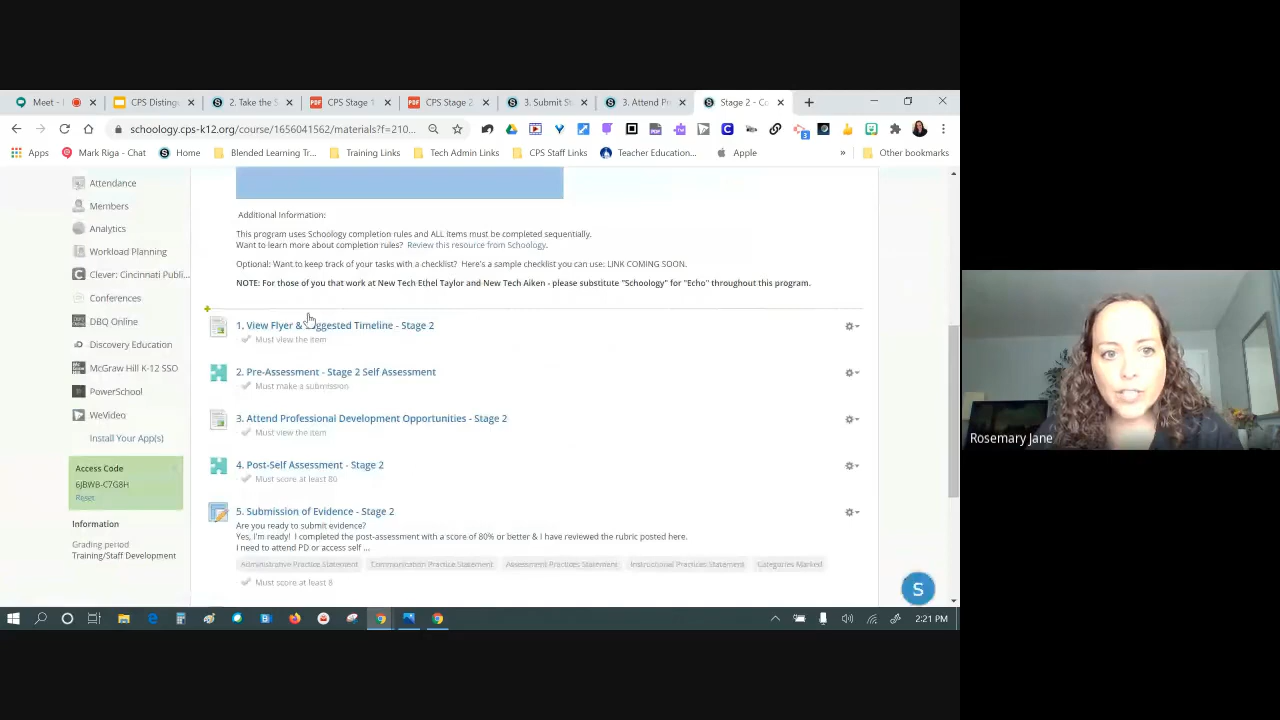 Meet -
CPS Disting
2. Take the S
CPS Stage 1
CPS Stage 2
3. Submit S
3. Attend Pr
Stage 2 - Co
schoology.cps-k12.org/course/1656041562/materials?f=210...
Apps
Mark Riga - Chat
Home
Blended Learning Tr...
Training Links
Tech Admin Links
CPS Staff Links
Teacher Education...
Apple
»
Other bookmarks
Attendance
Members
Analytics
Workload Planning
Clever: Cincinnati Publi...
Conferences
DBQ Online
Discovery Education
McGraw Hill K-12 SSO
PowerSchool
WeVideo
Install Your App(s)
Access Code
6JBWB-C7G8H
Reset
Information
Grading period
Training/Staff Development
Additional Information:
This program uses Schoology completion rules and ALL items must be completed sequentially.
Want to learn more about completion rules? Review this resource from Schoology.
Optional: Want to keep track of your tasks with a checklist? Here's a sample checklist you can use: LINK COMING SOON.
NOTE: For those of you that work at New Tech Ethel Taylor and New Tech Aiken - please substitute "Schoology" for "Echo" throughout this program.
1. View Flyer & Suggested Timeline - Stage 2
Must view the item
2. Pre-Assessment - Stage 2 Self Assessment
Must make a submission
3. Attend Professional Development Opportunities - Stage 2
Must view the item
4. Post-Self Assessment - Stage 2
Must score at least 80
5. Submission of Evidence - Stage 2
Are you ready to submit evidence?
Yes, I'm ready! I completed the post-assessment with a score of 80% or better & I have reviewed the rubric posted here.
I need to attend PD or access self ...
Administrative Practice Statement
Communication Practice Statement
Assessment Practices Statement
Instructional Practices Statement
Categories Marked
Must score at least 8
S
2:21 PM
Rosemary Jane